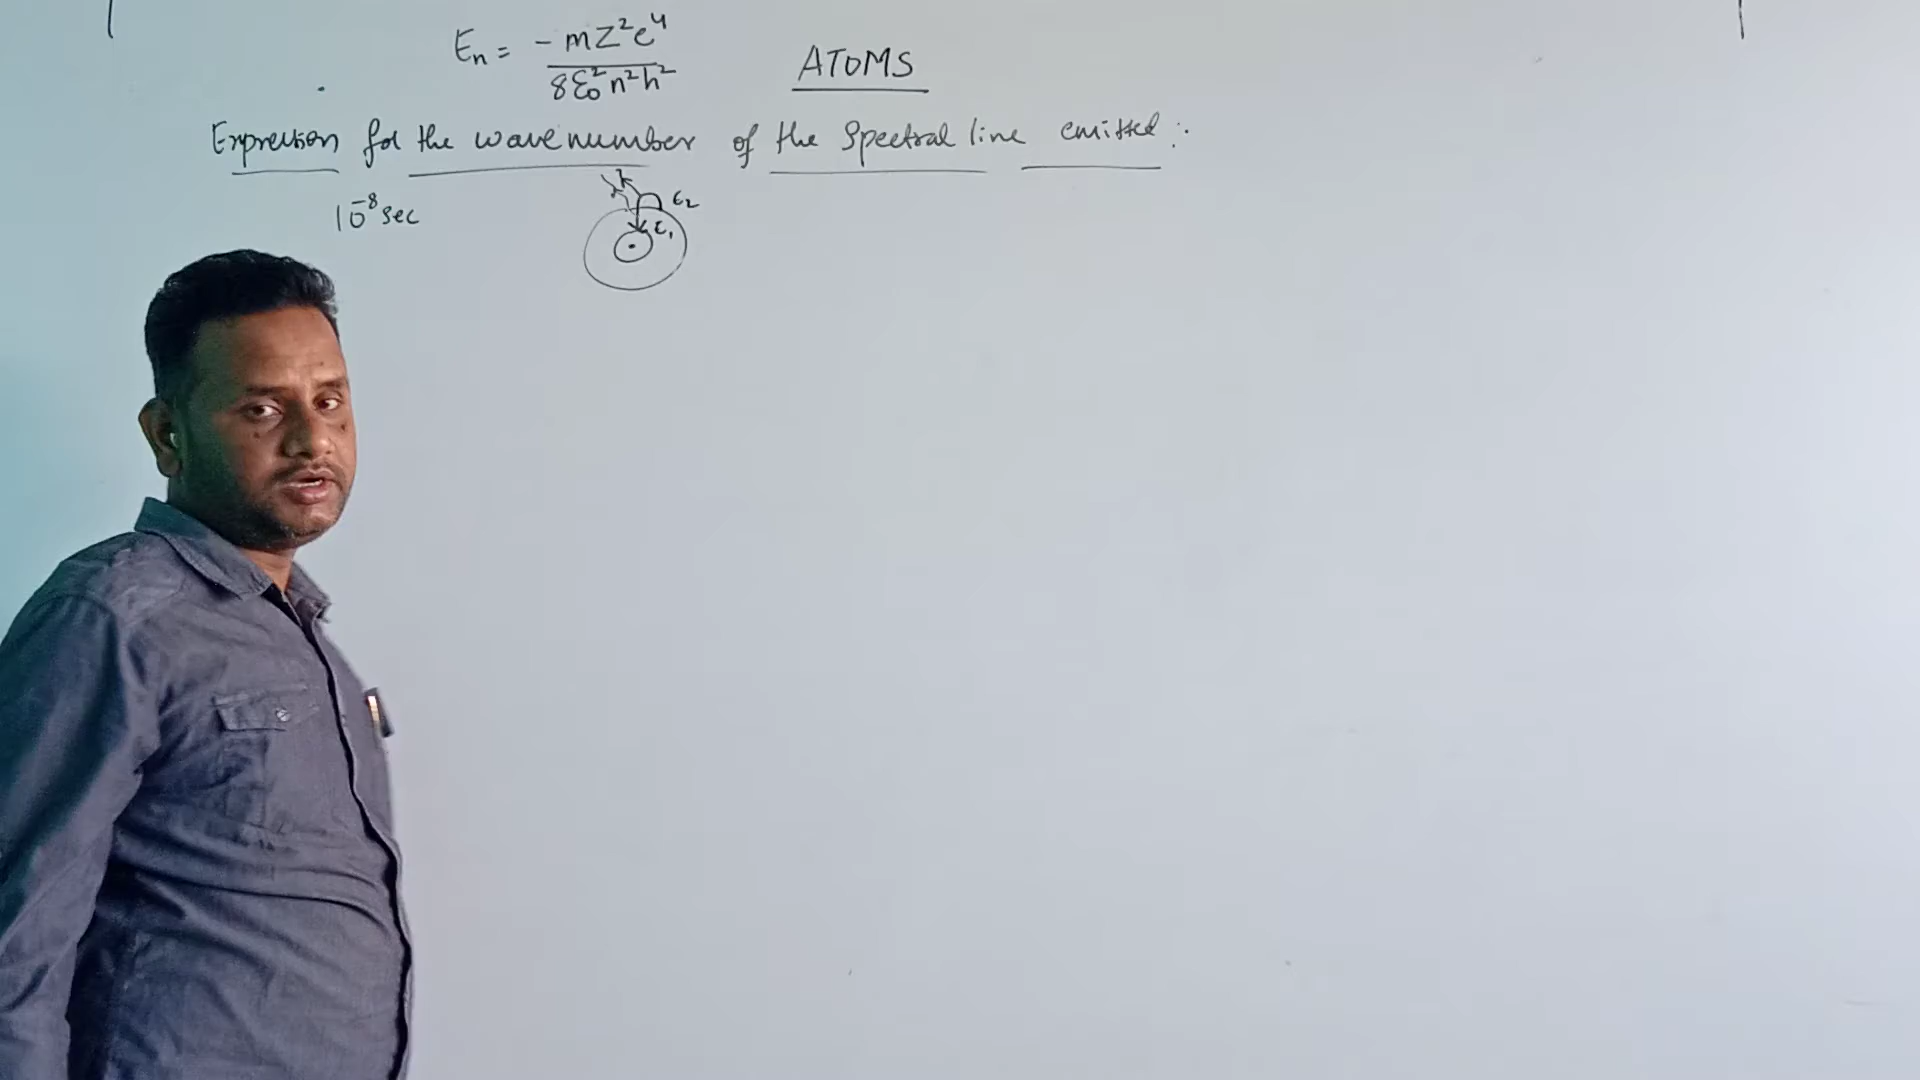 Eₙ = -mZ²e⁴ / 8ε₀²n²h²
ATOMS
Expression for the wave number of the Spectral line emitted :.
10⁻⁸ sec
E₂
E₁